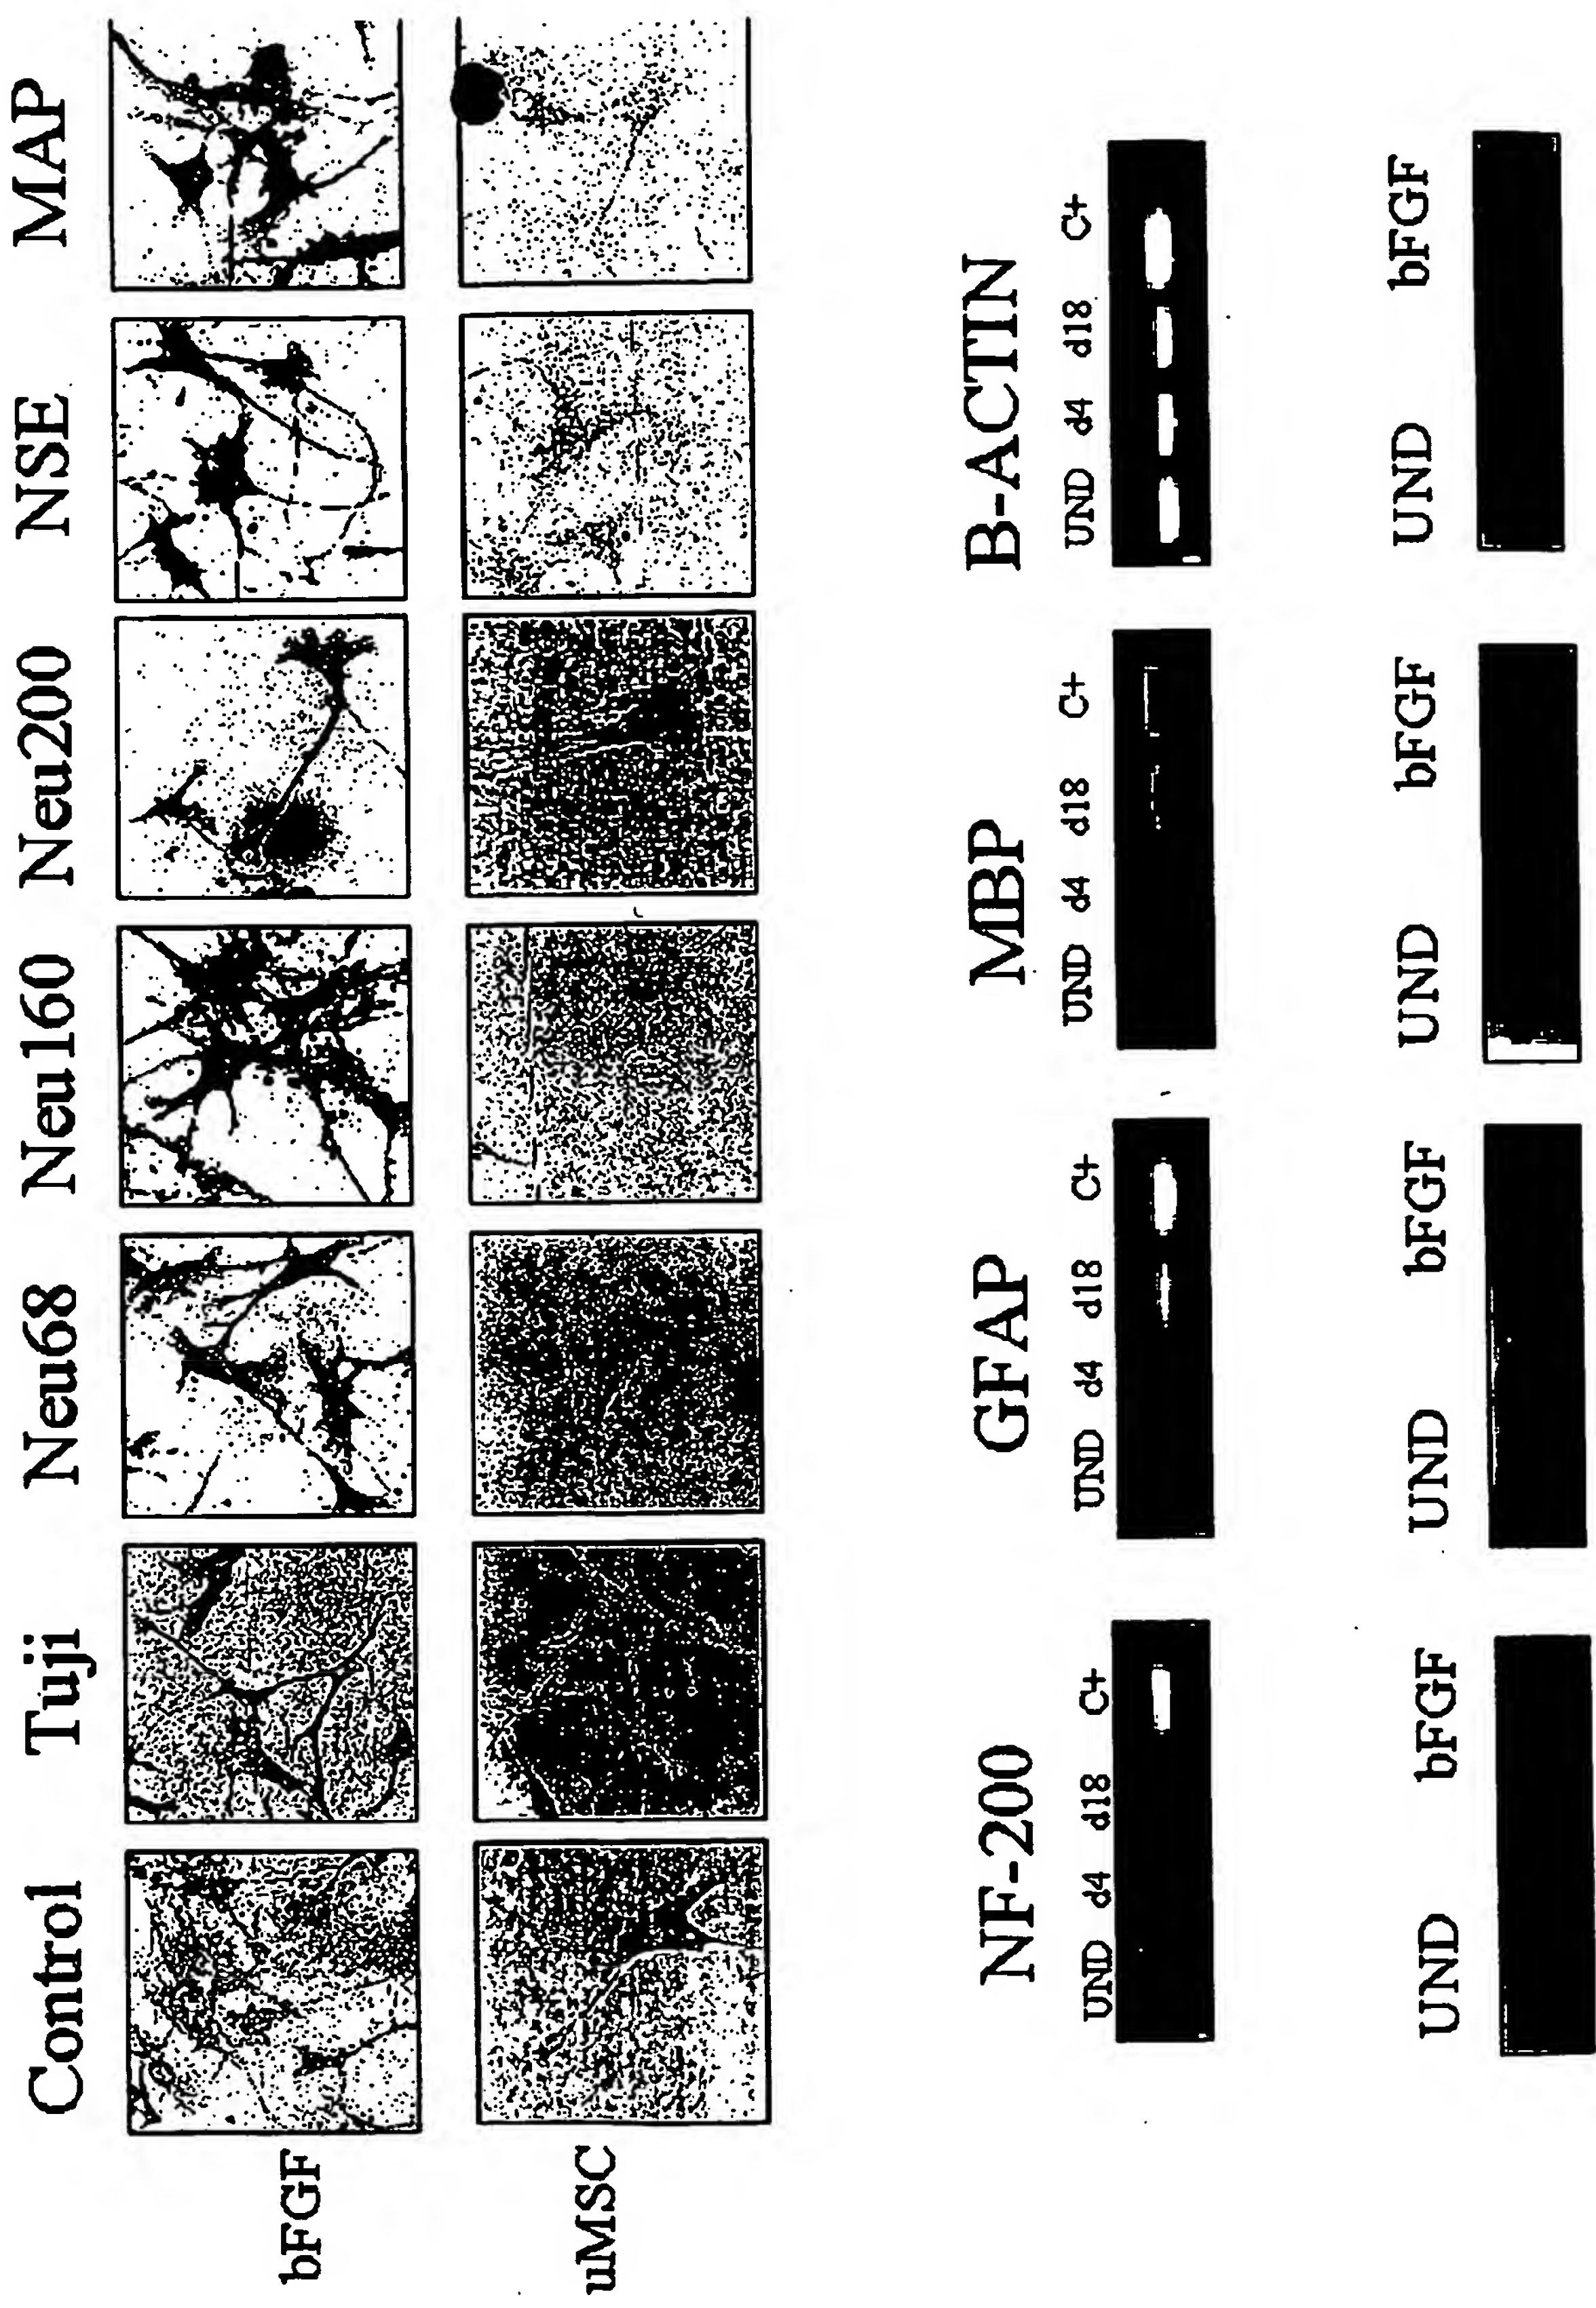 Control Tuji Neu68 Neu160 Neu200 NSE MAP
bFGF
uMSC
NF-200 GFAP MBP B-ACTIN
UND d4 d18 C+ UND d4 d18 C+ UND d4 d18 C+ UND d4 d18 C+
UND bFGF UND bFGF UND bFGF UND bFGF